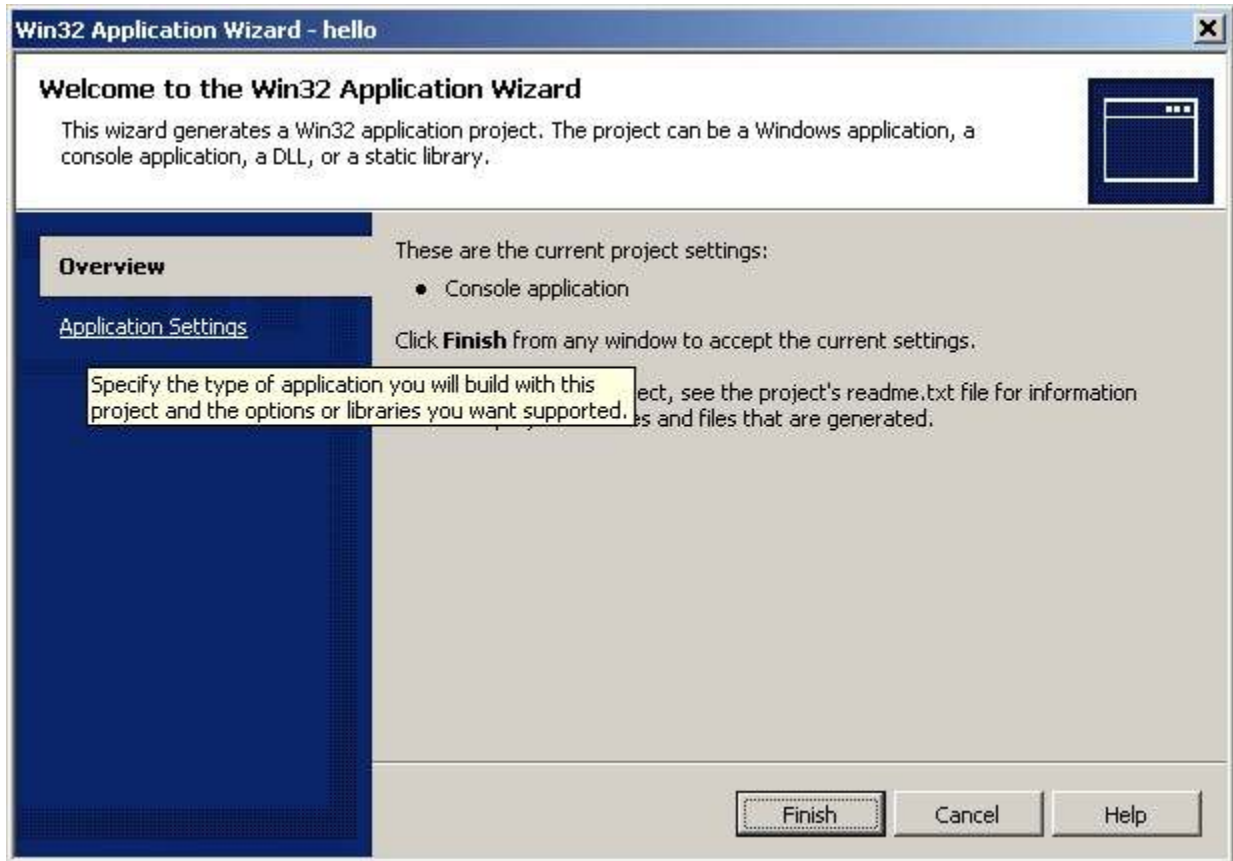 Win32 Application Wizard - hello
Welcome to the Win32 Application Wizard
This wizard generates a Win32 application project. The project can be a Windows application, a
console application, a DLL, or a static library.
Overview
Application Settings
Specify the type of application you will build with this
project and the options or libraries you want supported.
These are the current project settings:
● Console application
Click Finish from any window to accept the current settings.
ect, see the project's readme.txt file for information
es and files that are generated.
Finish
Cancel
Help